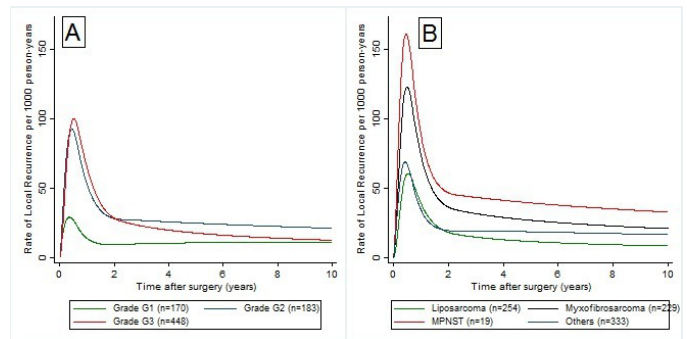 A
Rate of Local Recurrence per 1000 person-years
150
100
50
0
0
2
4
6
8
10
Time after surgery (years)
Grade G1 (n=170)
Grade G2 (n=183)
Grade G3 (n=448)
B
Rate of Local Recurrence per 1000 person-years
150
100
50
0
0
2
4
6
8
10
Time after surgery (years)
Liposarcoma (n=254)
Myxofibrosarcoma (n=229)
MPNST (n=19)
Others (n=333)